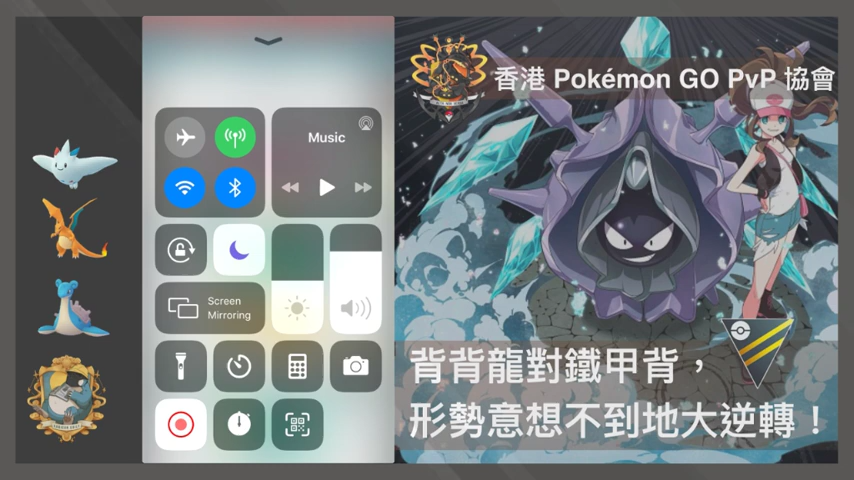 Music
Screen
Mirroring
香港 Pokémon GO PvP 協會
背背龍對鐵甲背，
形勢意想不到地大逆轉！